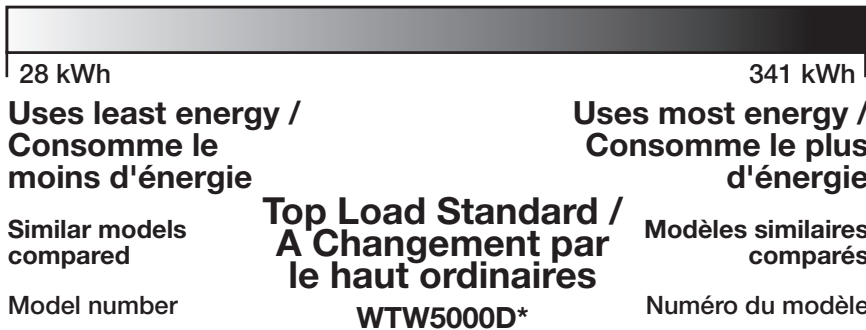 28 kWh
341 kWh
Uses least energy /
Consomme le
moins d'énergie
Uses most energy /
Consomme le plus
d'énergie
Similar models
compared
Top Load Standard /
A Changement par
le haut ordinaires
Modèles similaires
comparés
Model number
WTW5000D*
Numéro du modèle